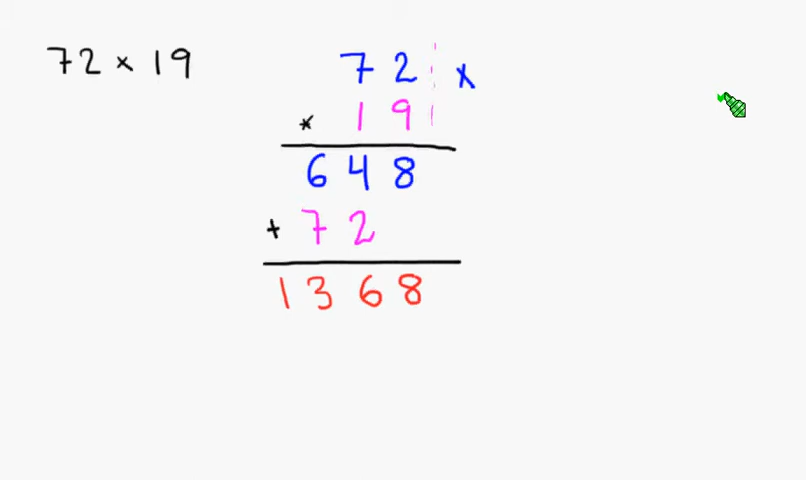 72 × 19
72 x
× 19
648
+ 72
1368